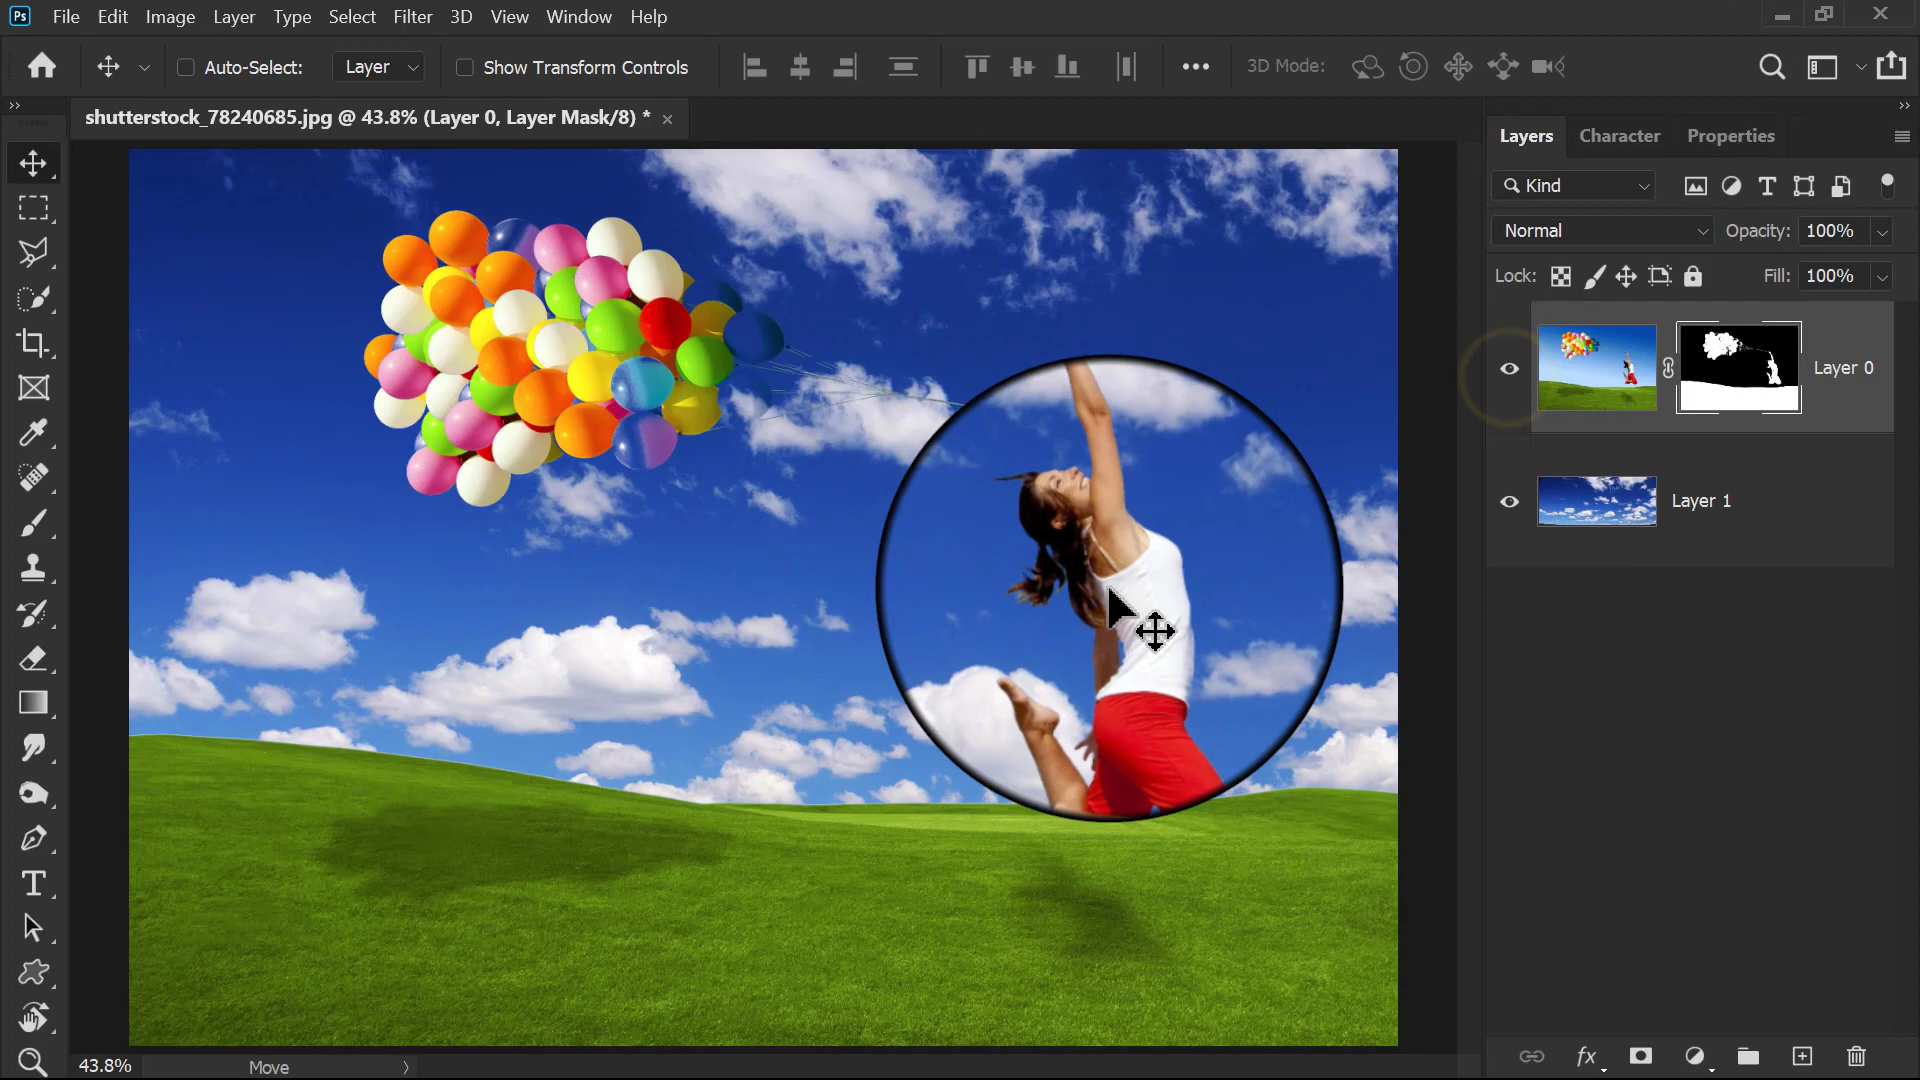 Ps File Edit Image Layer Type Select Filter 3D View Window Help
Auto-Select: Layer Show Transform Controls 3D Mode:
shutterstock_78240685.jpg @ 43.8% (Layer 0, Layer Mask/8) *
Layers Character Properties
Kind
Normal Opacity: 100%
Lock: Fill: 100%
Layer 0
Layer 1
fx
43.8% Move